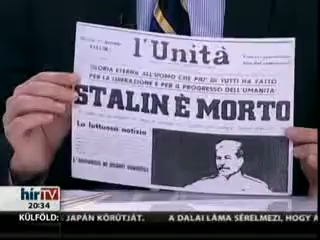 l'Unità
GLORIA ETERNA ALL'UOMO CHE PIU' DI TUTTI HA FATTO
PER LA LIBERAZIONE E PER IL PROGRESSO DELL'UMANITA'
STALIN È MORTO
La luttuosa notizia
hírTV
20:34
KÜLFÖLD: JAPÁN KÖRÚTJÁT. A DALAI LÁMA SÉRELMEZI, HOGY A